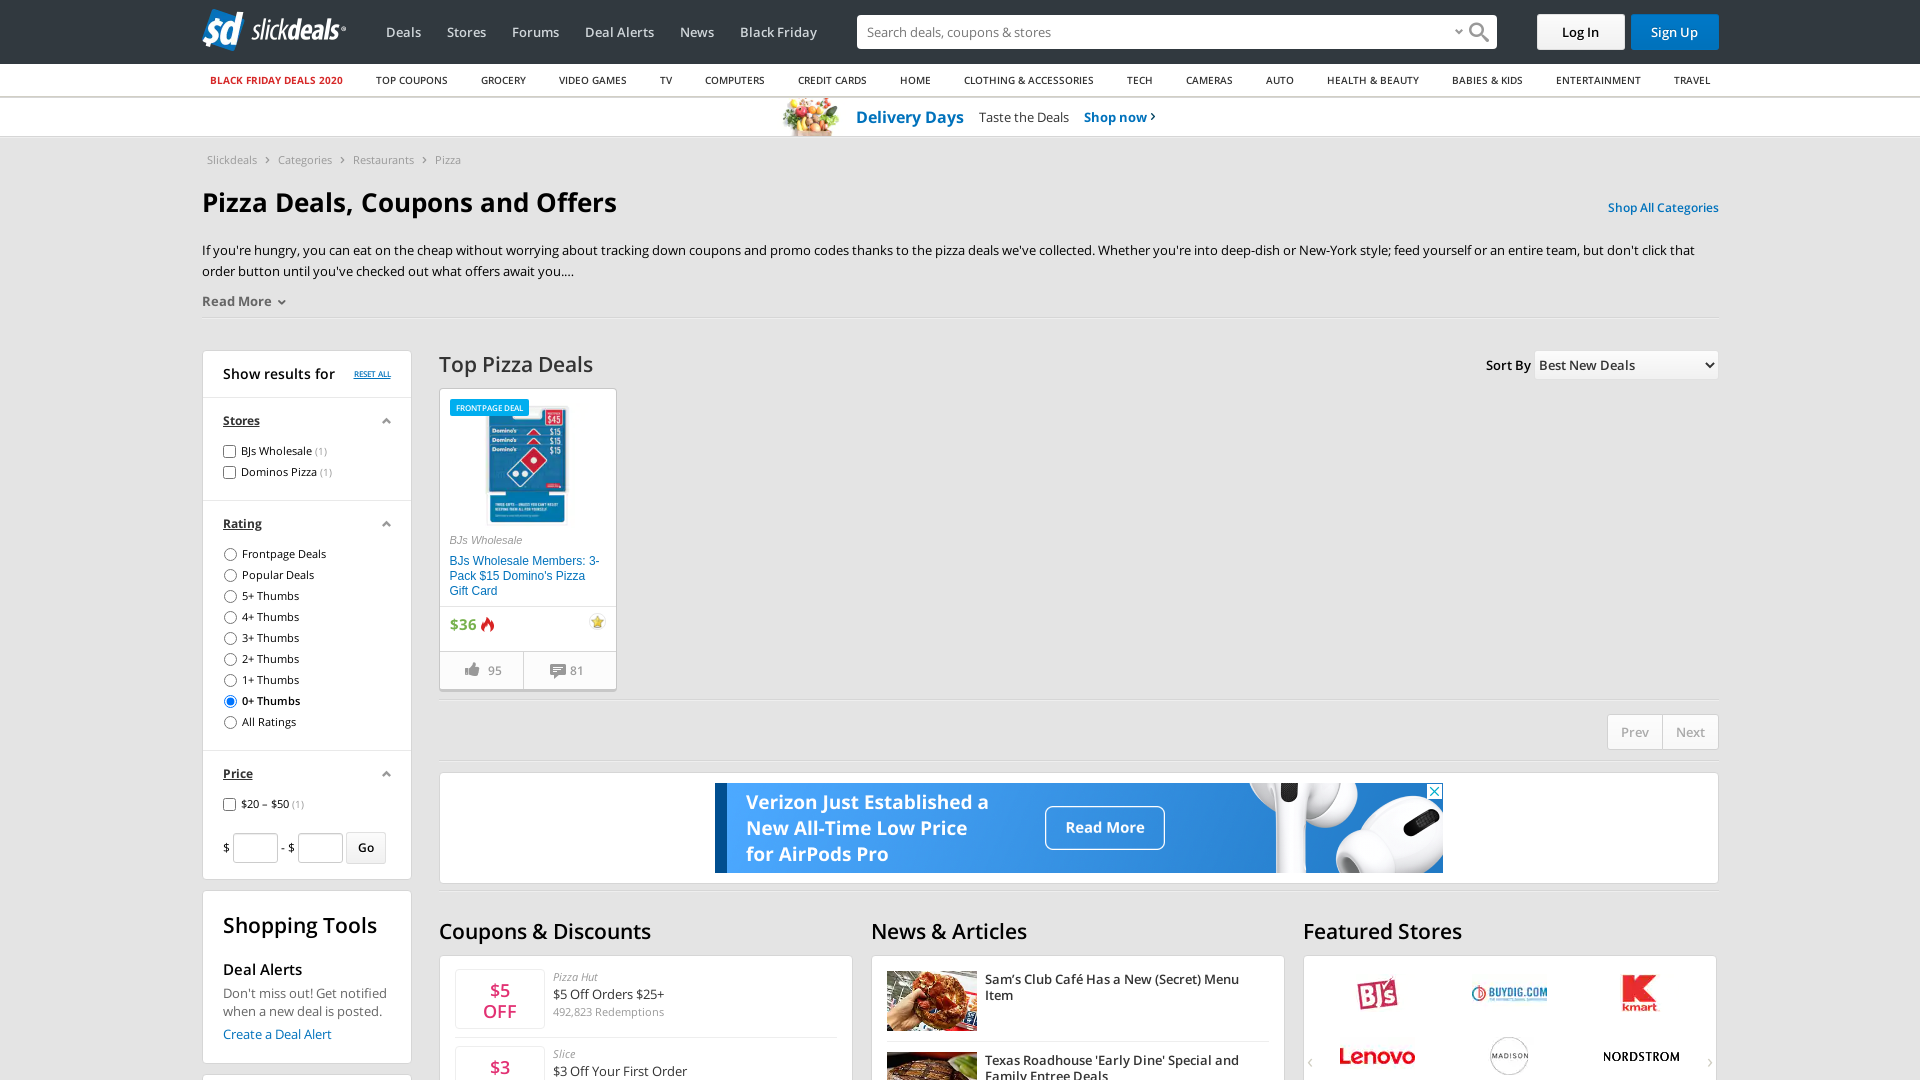 slickdeals
Deals
Stores
Forums
Deal Alerts
News
Black Friday
Search deals, coupons & stores
Log In
Sign Up
BLACK FRIDAY DEALS 2020
TOP COUPONS
GROCERY
VIDEO GAMES
TV
COMPUTERS
CREDIT CARDS
HOME
CLOTHING & ACCESSORIES
TECH
CAMERAS
AUTO
HEALTH & BEAUTY
BABIES & KIDS
ENTERTAINMENT
TRAVEL
Delivery Days Taste the Deals Shop now
Slickdeals > Categories > Restaurants > Pizza
Pizza Deals, Coupons and Offers
Shop All Categories
If you're hungry, you can eat on the cheap without worrying about tracking down coupons and promo codes thanks to the pizza deals we've collected. Whether you're into deep-dish or New-York style; feed yourself or an entire team, but don't click that
order button until you've checked out what offers await you....
Read More
Show results for RESET ALL
Stores
BJs Wholesale (1)
Dominos Pizza (1)
Rating
Frontpage Deals
Popular Deals
5+ Thumbs
4+ Thumbs
3+ Thumbs
2+ Thumbs
1+ Thumbs
0+ Thumbs
All Ratings
Price
$20 – $50 (1)
$ - $ Go
Shopping Tools
Deal Alerts
Don't miss out! Get notified
when a new deal is posted.
Create a Deal Alert
Top Pizza Deals
Sort By Best New Deals
FRONTPAGE DEAL
$45
Domino's $15
Domino's $15
Domino's $15
BJs Wholesale
BJs Wholesale Members: 3-
Pack $15 Domino's Pizza
Gift Card
$36
95
81
Prev Next
Verizon Just Established a
New All-Time Low Price
for AirPods Pro
Read More
Coupons & Discounts
$5
OFF
Pizza Hut
$5 Off Orders $25+
492,823 Redemptions
$3
Slice
$3 Off Your First Order
News & Articles
Sam’s Club Café Has a New (Secret) Menu
Item
Texas Roadhouse 'Early Dine' Special and
Family Entree Deals
Featured Stores
BJ's
BUYDIG.COM
kmart
Lenovo
MADISON
NORDSTROM